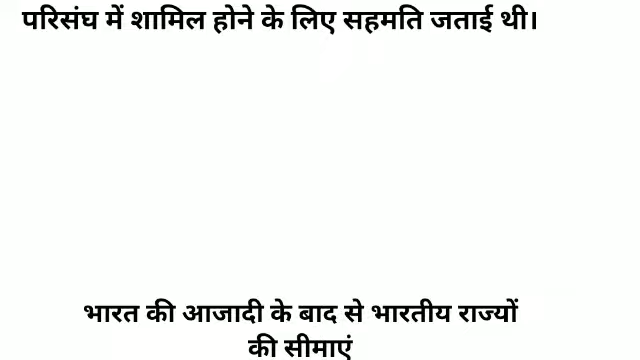 परिसंघ में शामिल होने के लिए सहमति जताई थी।
भारत की आजादी के बाद से भारतीय राज्यों
की सीमाएं